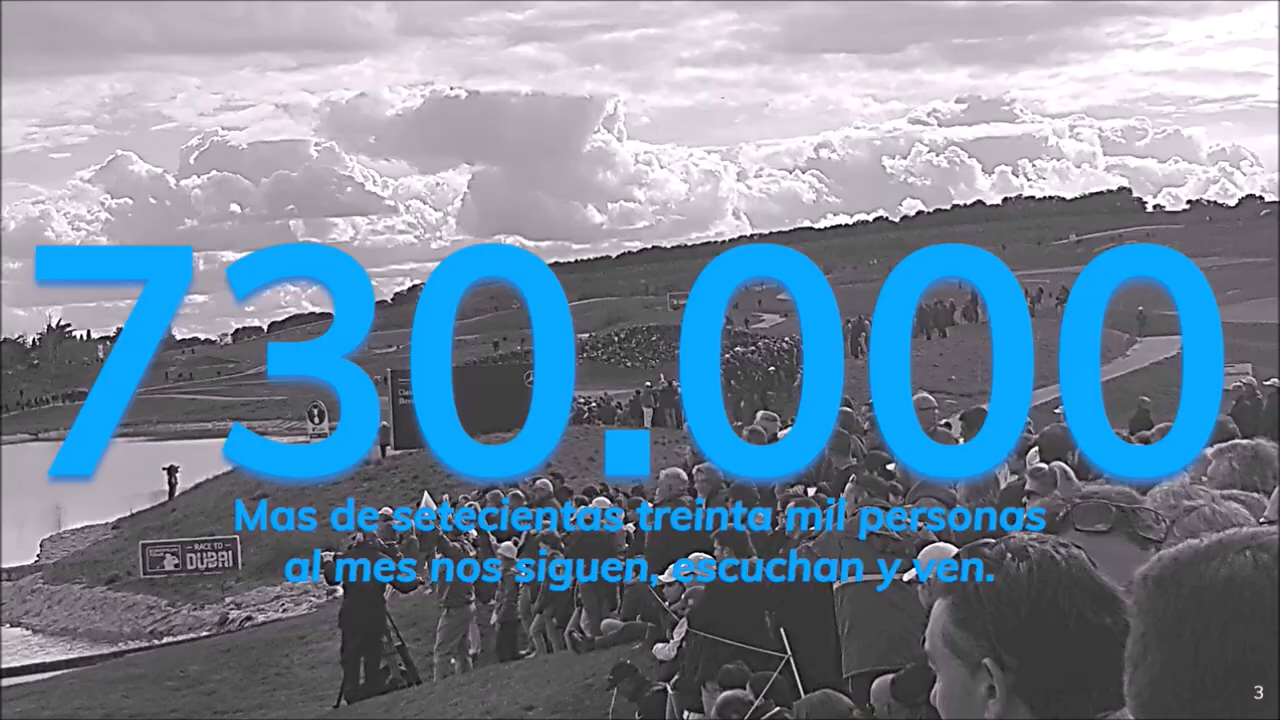 730.000
Mas de setecientas treinta mil personas
al mes nos siguen, escuchan y ven.
RACE TO
DUBAI
3